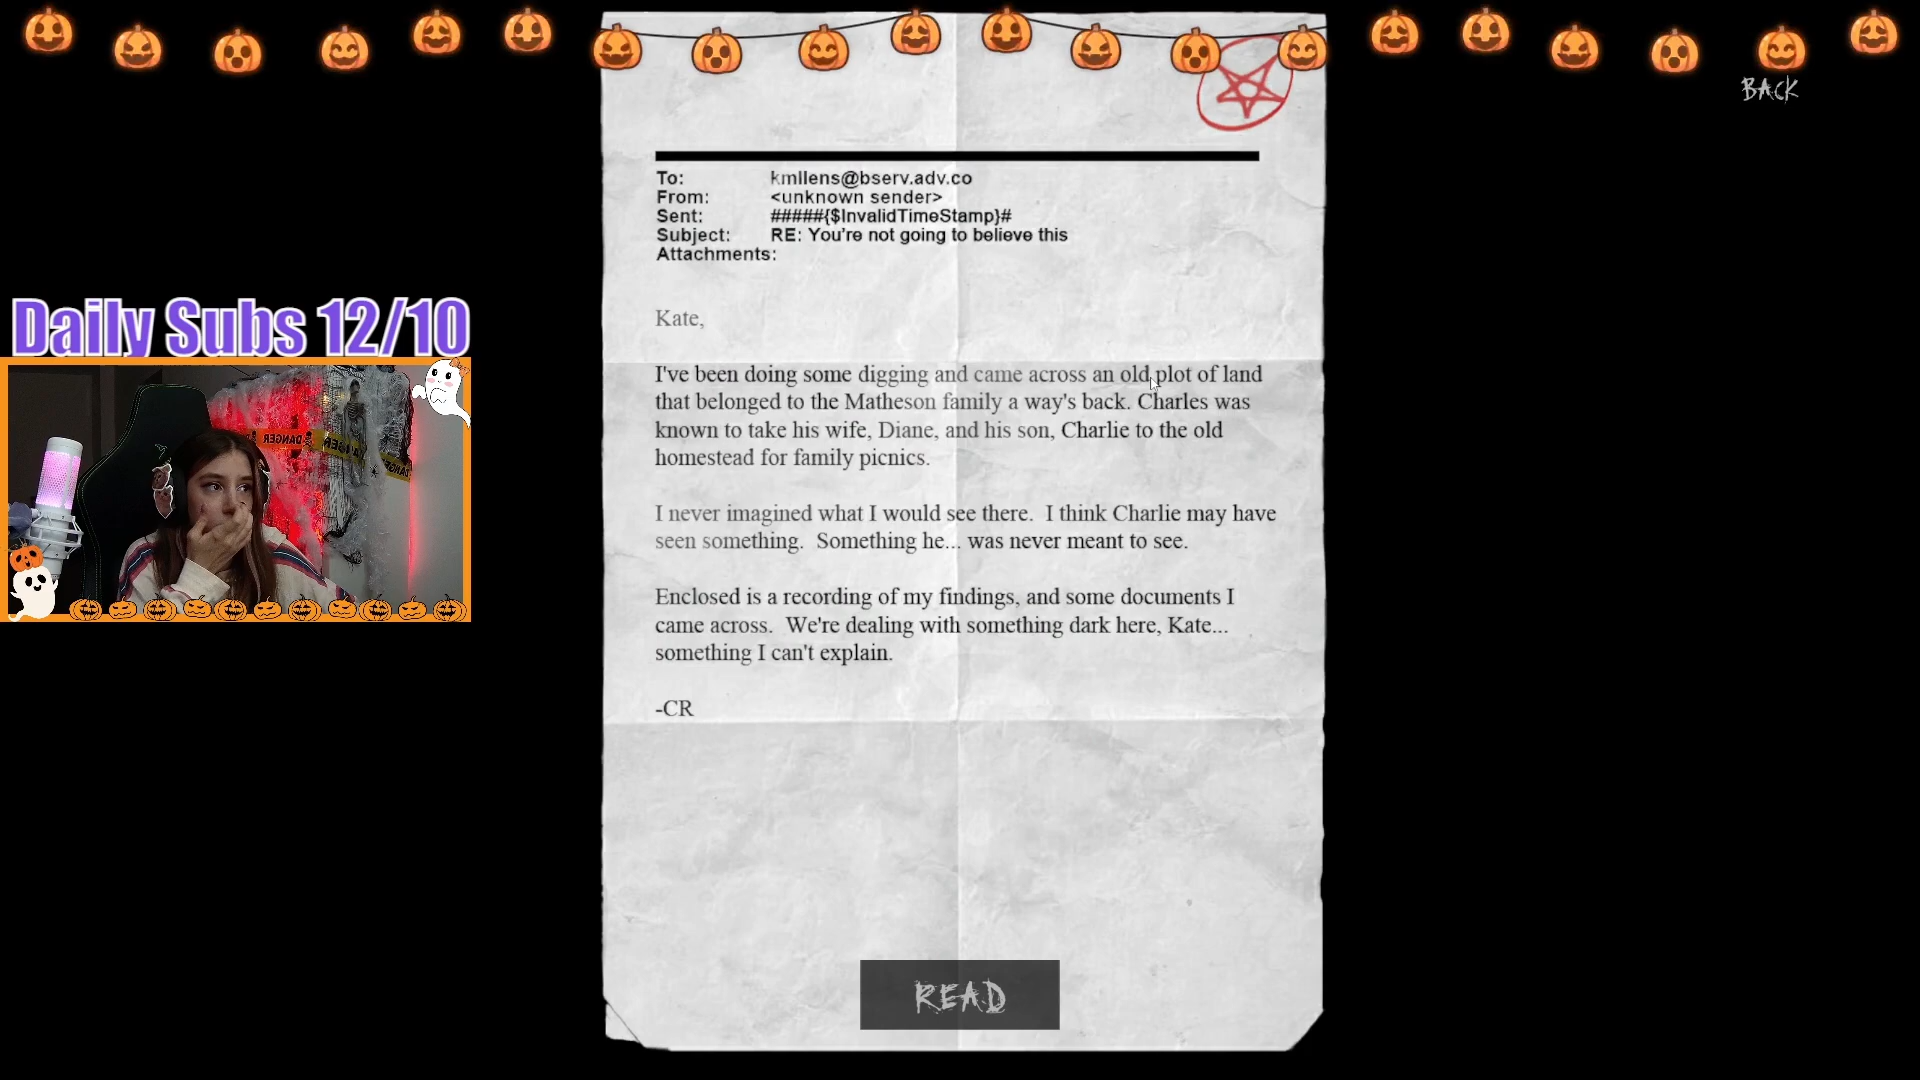 BACK
To: kmllens@bserv.adv.co
From: <unknown sender>
Sent: #####{$InvalidTimeStamp}#
Subject: RE: You're not going to believe this
Attachments:
Daily Subs 12/10
Kate,
I've been doing some digging and came across an old plot of land
that belonged to the Matheson family a way's back. Charles was
known to take his wife, Diane, and his son, Charlie to the old
homestead for family picnics.
I never imagined what I would see there.  I think Charlie may have
seen something.  Something he... was never meant to see.
Enclosed is a recording of my findings, and some documents I
came across.  We're dealing with something dark here, Kate...
something I can't explain.
-CR
DANGER
READ